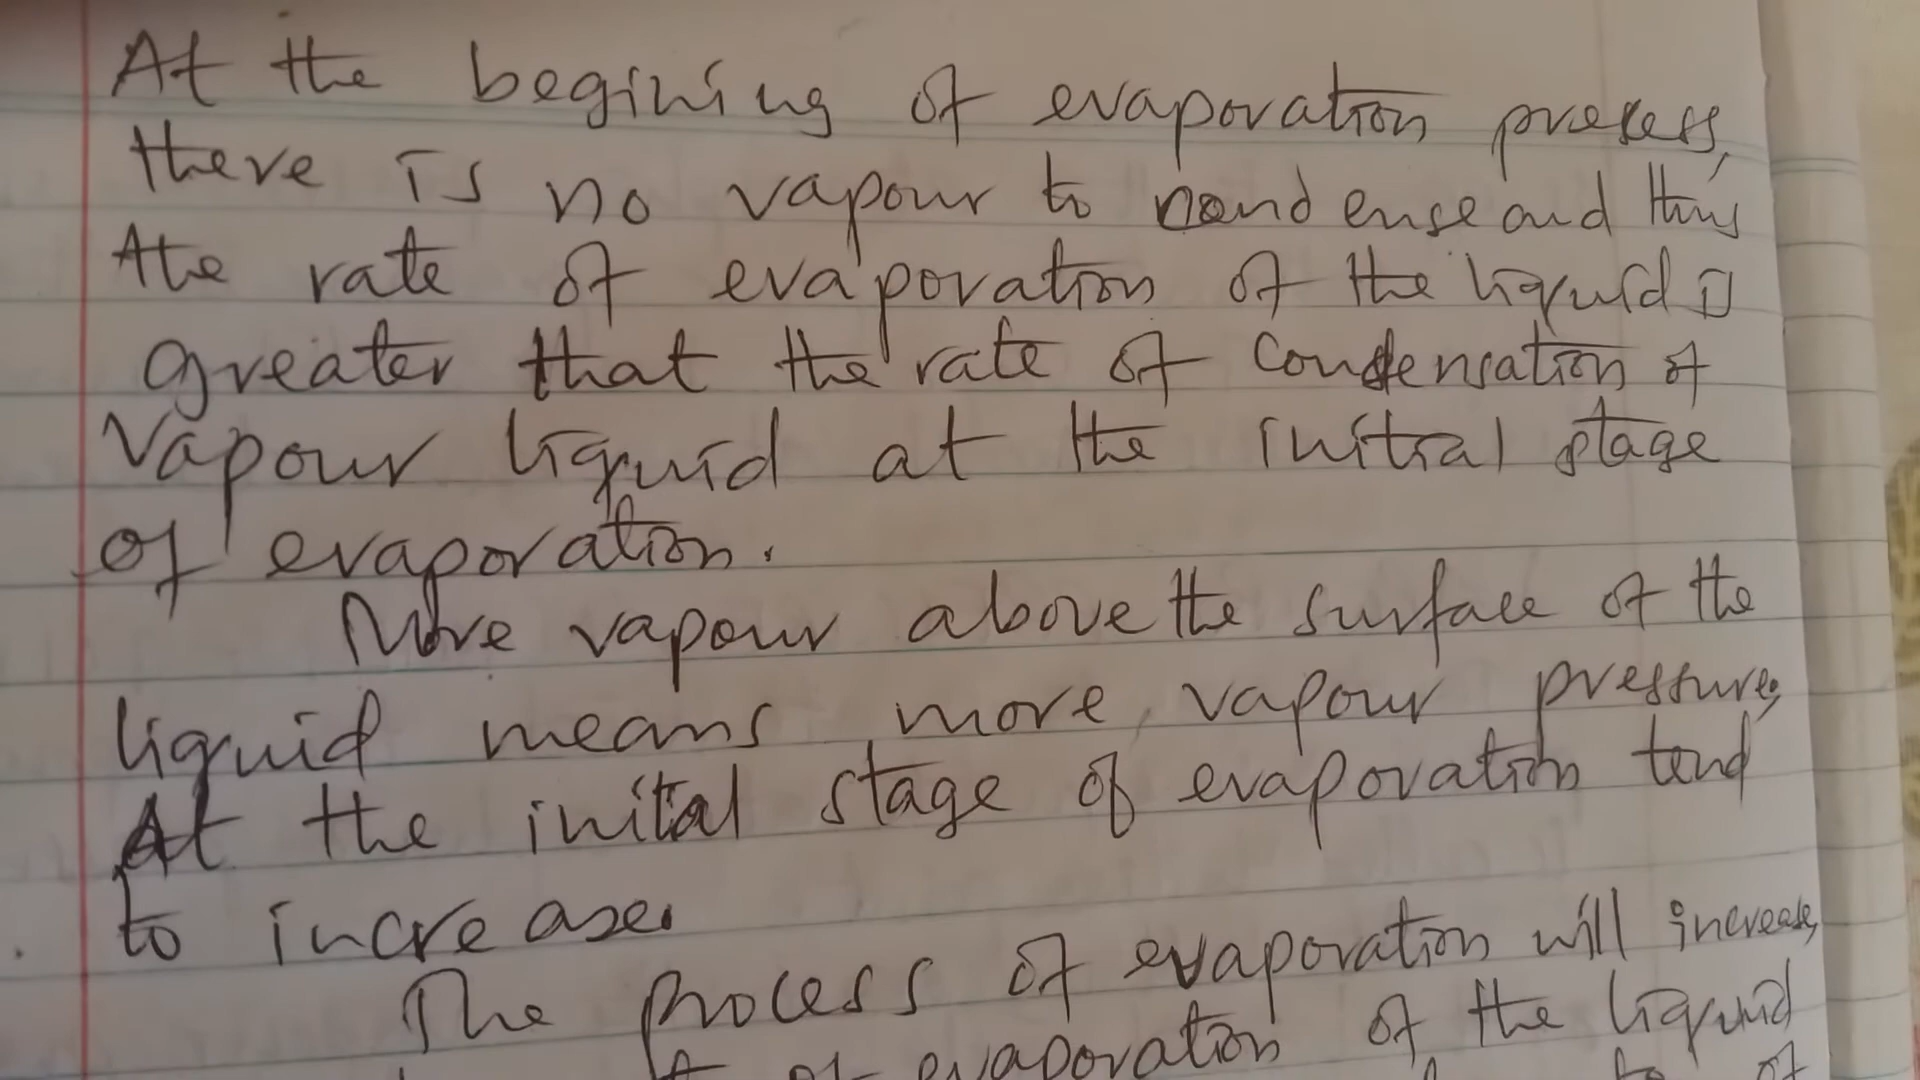 At the begining of evaporation process,
there is no vapour to condense and thus
the rate of evaporation of the liquid is
greater that the rate of condensation of
vapour liquid at the initial stage
of evaporation.
More vapour above the surface of the
liquid means more vapour pressure,
At the initial stage of evaporation tend
to increase.
The process of evaporation will increase,
of evaporation of the liquid